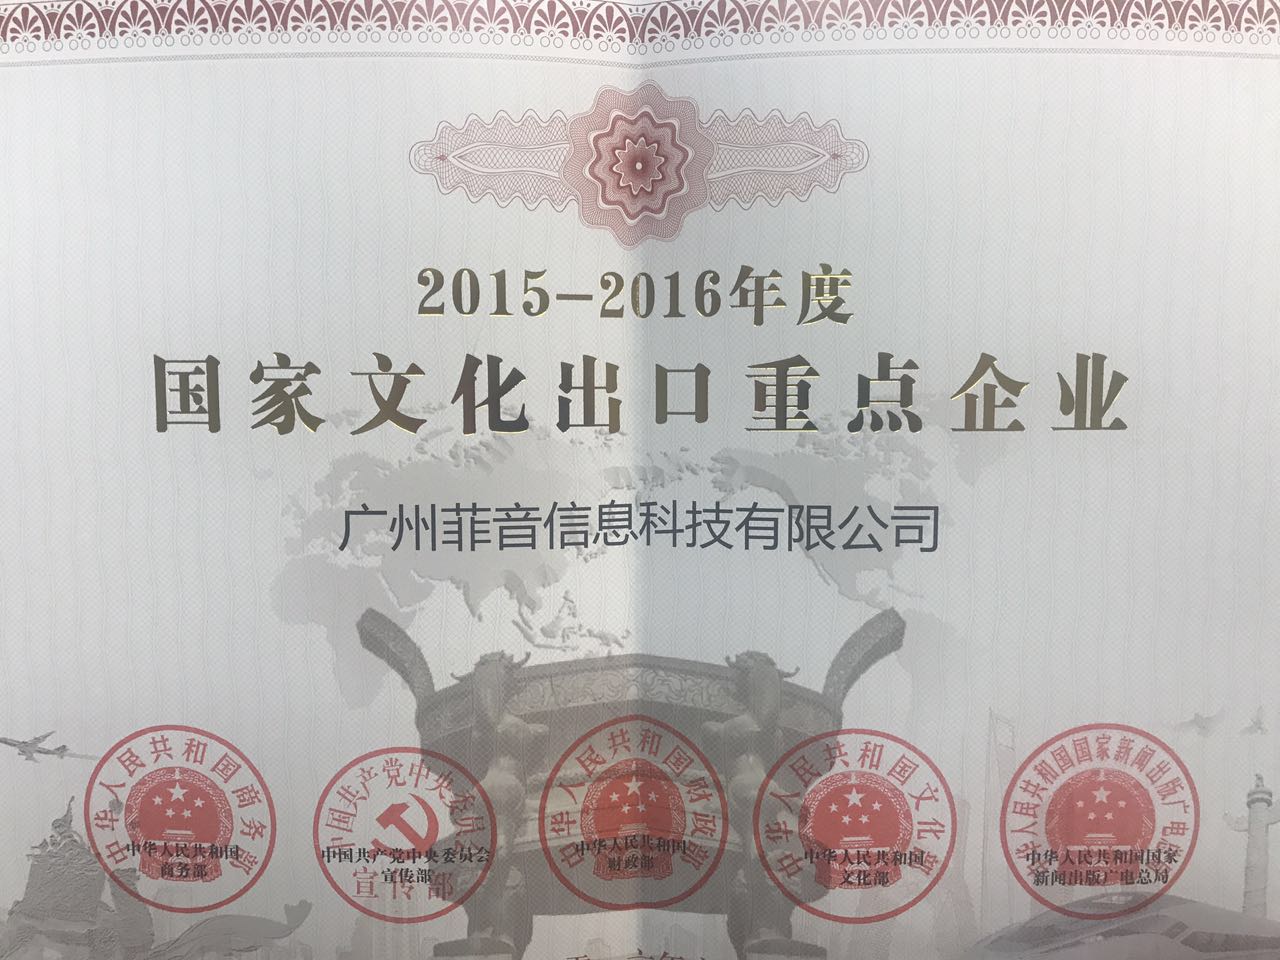 2015-2016年度
国家文化出口重点企业
广州菲音信息科技有限公司
中华人民共和国商务部
中华人民共和国
商务部
中国共产党中央委员会
宣传部
中国共产党中央委员会
宣传部
中华人民共和国财政部
中华人民共和国
财政部
中华人民共和国文化部
中华人民共和国
文化部
中华人民共和国国家新闻出版广电总局
中华人民共和国国家
新闻出版广电总局